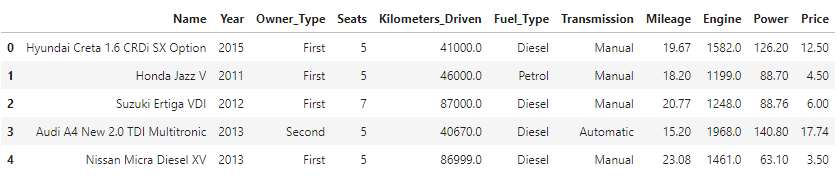 Name Year Owner_Type Seats Kilometers_Driven Fuel_Type Transmission Mileage Engine Power Price
0 Hyundai Creta 1.6 CRDi SX Option 2015 First 5 41000.0 Diesel Manual 19.67 1582.0 126.20 12.50
1 Honda Jazz V 2011 First 5 46000.0 Petrol Manual 18.20 1199.0 88.70 4.50
2 Suzuki Ertiga VDI 2012 First 7 87000.0 Diesel Manual 20.77 1248.0 88.76 6.00
3 Audi A4 New 2.0 TDI Multitronic 2013 Second 5 40670.0 Diesel Automatic 15.20 1968.0 140.80 17.74
4 Nissan Micra Diesel XV 2013 First 5 86999.0 Diesel Manual 23.08 1461.0 63.10 3.50